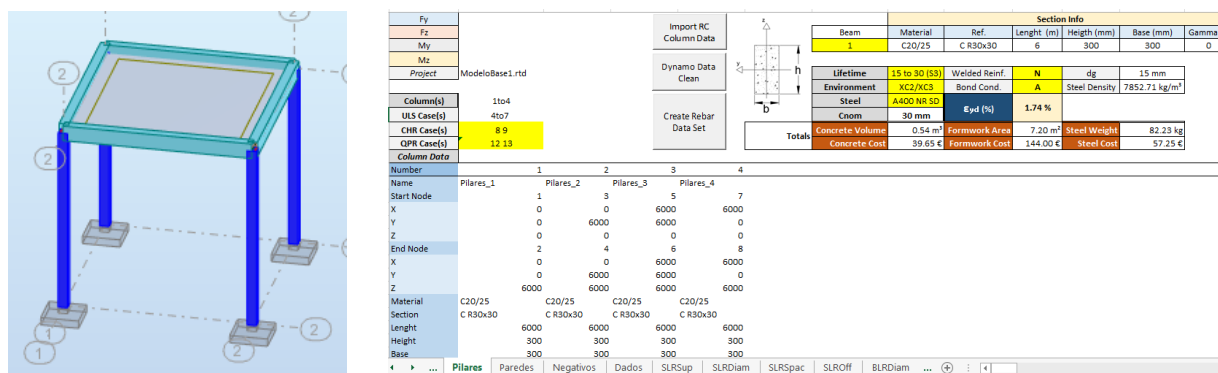 2
2
2
2
2
1
1
Fy
Fz
My
Mz
Project ModeloBase1.rtd
Column(s) 1to4
ULS Case(s) 4to7
CHR Case(s) 8 9
QPR Case(s) 12 13
Import RC Column Data
Dynamo Data Clean
Create Rebar Data Set
z
y
h
b
Section Info
Beam Material Ref. Lenght (m) Heigth (mm) Base (mm) Gamma
1 C20/25 C R30x30 6 300 300 0
Lifetime 15 to 30 (S3) Welded Reinf. N dg 15 mm
Environment XC2/XC3 Bond Cond. A Steel Density 7852.71 kg/m³
Steel A400 NR SD εyd (%) 1.74 %
Cnom 30 mm
Totals Concrete Volume 0.54 m³ Formwork Area 7.20 m² Steel Weight 82.23 kg
Concrete Cost 39.65 € Formwork Cost 144.00 € Steel Cost 57.25 €
Column Data
Number 1 2 3 4
Name Pilares_1 Pilares_2 Pilares_3 Pilares_4
Start Node 1 3 5 7
X 0 0 6000 6000
Y 0 6000 6000 0
Z 0 0 0 0
End Node 2 4 6 8
X 0 0 6000 6000
Y 0 6000 6000 0
Z 6000 6000 6000 6000
Material C20/25 C20/25 C20/25 C20/25
Section C R30x30 C R30x30 C R30x30 C R30x30
Lenght 6000 6000 6000 6000
Height 300 300 300 300
Base 300 300 300 300
... Pilares Paredes Negativos Dados SLRSup SLRDiam SLRSpac SLROff BLRDiam ...